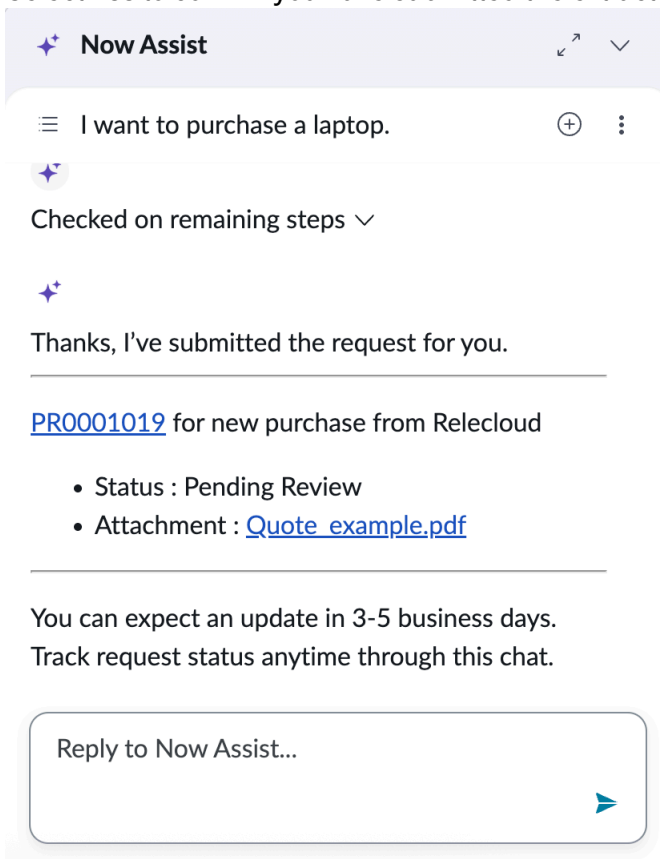 Now Assist
I want to purchase a laptop.
Checked on remaining steps
Thanks, I’ve submitted the request for you.
PR0001019 for new purchase from Relecloud
• Status : Pending Review
• Attachment : Quote_example.pdf
You can expect an update in 3-5 business days.
Track request status anytime through this chat.
Reply to Now Assist...